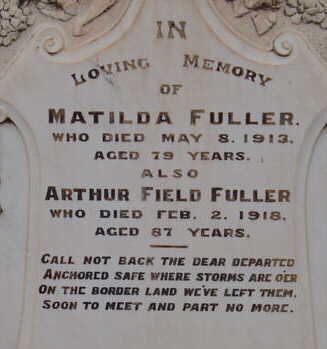 IN
LOVING MEMORY
OF
MATILDA FULLER.
WHO DIED MAY 8. 1913.
AGED 79 YEARS.
ALSO
ARTHUR FIELD FULLER
WHO DIED FEB. 2. 1918.
AGED 87 YEARS.
CALL NOT BACK THE DEAR DEPARTED
ANCHORED SAFE WHERE STORMS ARE O'ER
ON THE BORDER LAND WE'VE LEFT THEM.
SOON TO MEET AND PART NO MORE.